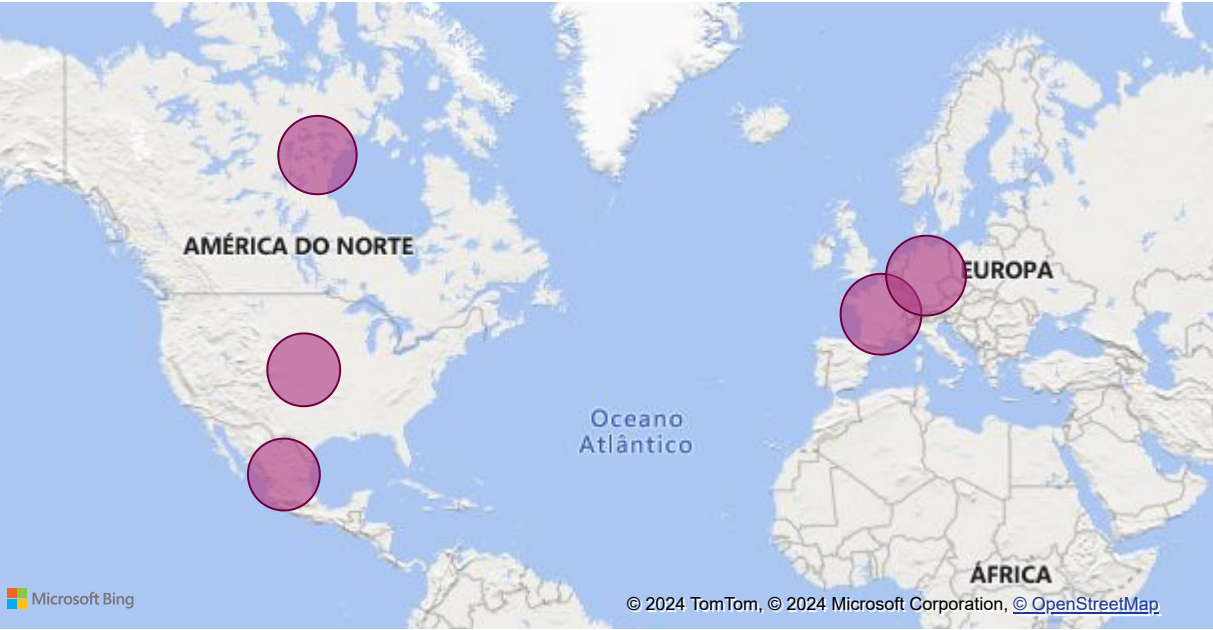 AMÉRICA DO NORTE
EUROPA
Oceano
Atlântico
ÁFRICA
Microsoft Bing
© 2024 TomTom, © 2024 Microsoft Corporation, © OpenStreetMap